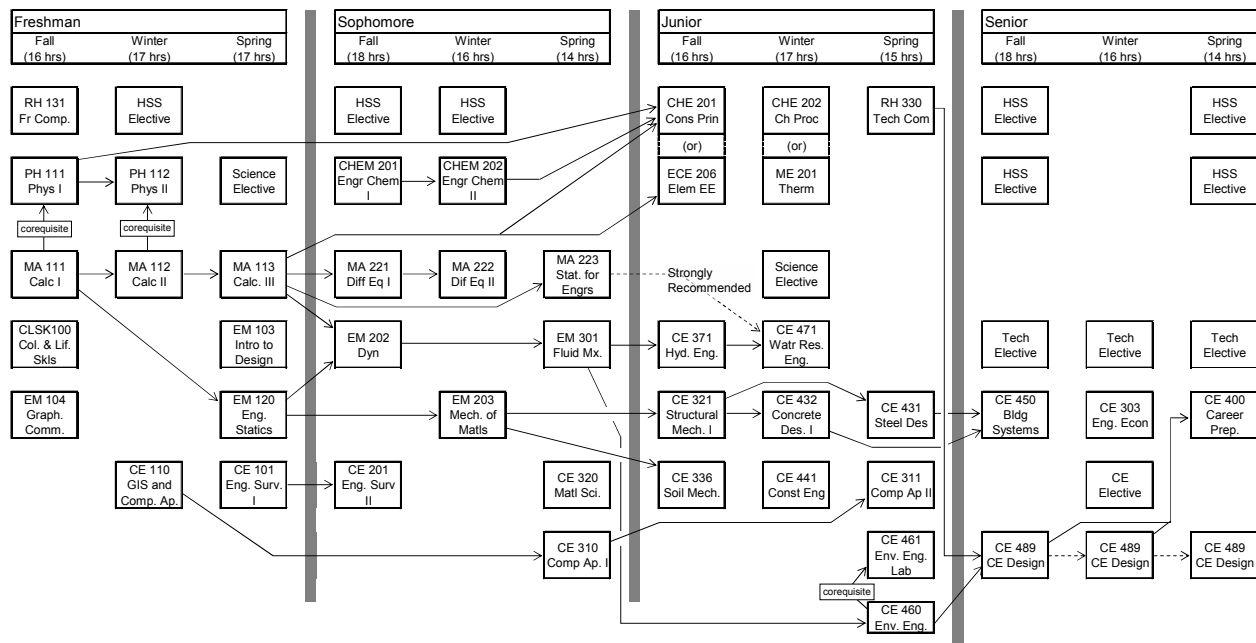 Freshman
Sophomore
Junior
Senior
Fall
Winter
Spring
Fall
Winter
Spring
Fall
Winter
Spring
Fall
Winter
Spring
(16 hrs)
(17 hrs)
(17 hrs)
(18 hrs)
(16 hrs)
(14 hrs)
(16 hrs)
(17 hrs)
(15 hrs)
(18 hrs)
(16 hrs)
(14 hrs)
RH 131
Fr Comp.
HSS
Elective
HSS
Elective
HSS
Elective
CHE 201
Cons Prin
CHE 202
Ch Proc
RH 330
Tech Com
HSS
Elective
HSS
Elective
(or)
(or)
PH 111
Phys I
PH 112
Phys II
Science
Elective
CHEM 201
Engr Chem
I
CHEM 202
Engr Chem
II
ECE 206
Elem EE
ME 201
Therm
HSS
Elective
HSS
Elective
corequisite
corequisite
MA 111
Calc I
MA 112
Calc II
MA 113
Calc. III
MA 221
Diff Eq I
MA 222
Dif Eq II
MA 223
Stat. for
Engrs
Strongly
Recommended
Science
Elective
CLSK100
Col. & Lif.
Skls
EM 103
Intro to
Design
EM 202
Dyn
EM 301
Fluid Mx.
CE 371
Hyd. Eng.
CE 471
Watr Res.
Eng.
Tech
Elective
Tech
Elective
Tech
Elective
EM 104
Graph.
Comm.
EM 120
Eng.
Statics
EM 203
Mech. of
Matls
CE 321
Structural
Mech. I
CE 432
Concrete
Des. I
CE 431
Steel Des
CE 450
Bldg
Systems
CE 303
Eng. Econ
CE 400
Career
Prep.
CE 110
GIS and
Comp. Ap.
CE 101
Eng. Surv.
I
CE 201
Eng. Surv
II
CE 320
Matl Sci.
CE 336
Soil Mech.
CE 441
Const Eng
CE 311
Comp Ap II
CE
Elective
CE 310
Comp Ap. I
CE 461
Env. Eng.
Lab
CE 489
CE Design
CE 489
CE Design
CE 489
CE Design
corequisite
CE 460
Env. Eng.